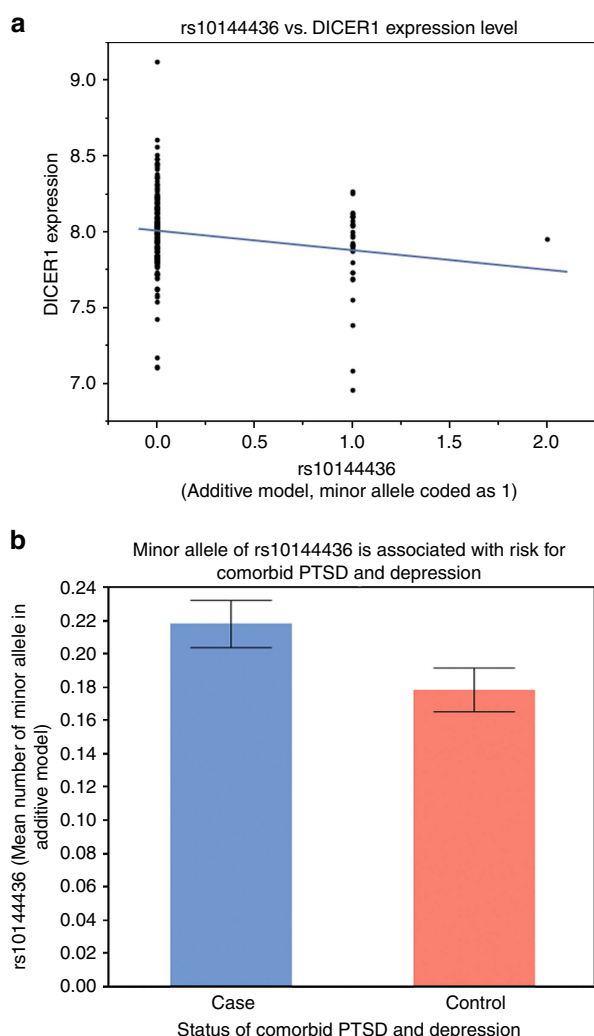 a
rs10144436 vs. DICER1 expression level
DICER1 expression
9.0
8.5
8.0
7.5
7.0
0.0 0.5 1.0 1.5 2.0
rs10144436
(Additive model, minor allele coded as 1)
b
Minor allele of rs10144436 is associated with risk for
comorbid PTSD and depression
rs10144436 (Mean number of minor allele in
additive model)
0.24
0.22
0.20
0.18
0.16
0.14
0.12
0.10
0.08
0.06
0.04
0.02
0.00
Case Control
Status of comorbid PTSD and depression